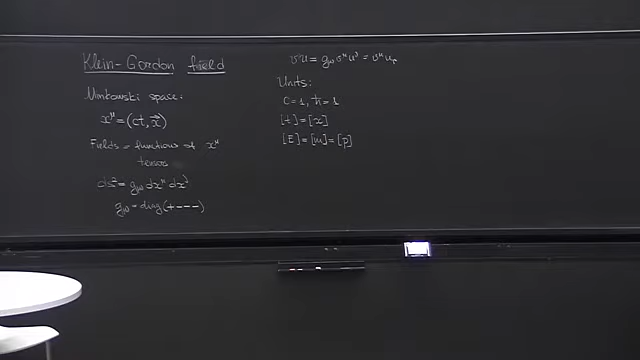 Klein-Gordon field
Minkowski space:
x^μ = (ct, x⃗)
Fields = functions of x^μ
tensor
ds² = g_μν dx^μ dx^ν
g_μν = diag(+---)
v·u = g_μν v^μ u^ν = v^μ u_μ
Units:
C=1, ħ=1
[t]=[x]
[E]=[m]=[p]